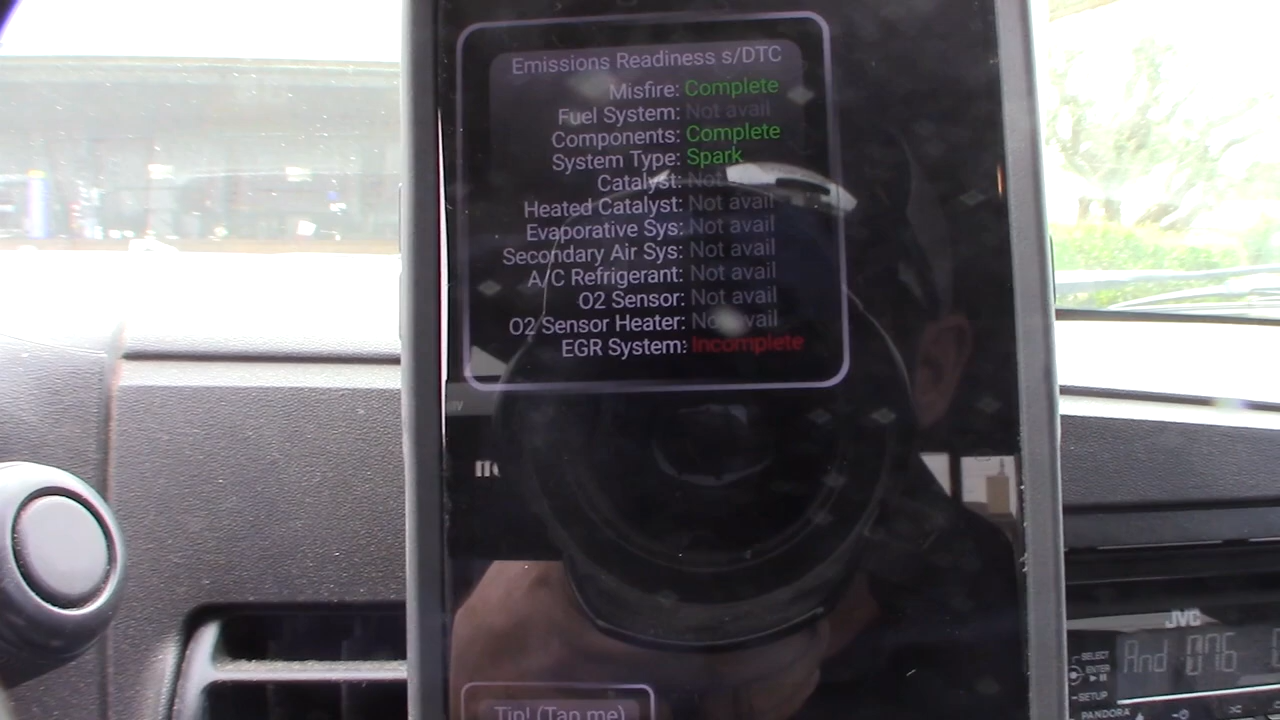 Emissions Readiness s/DTC
Misfire: Complete
Fuel System: Not avail
Components: Complete
System Type: Spark
Catalyst: Not
Heated Catalyst: Not avail
Evaporative Sys: Not avail
Secondary Air Sys: Not avail
A/C Refrigerant: Not avail
O2 Sensor: Not avail
O2 Sensor Heater: Not avail
EGR System: Incomplete
Tip! (Tap me)
JVC
SELECT
And 076
ENTER
SETUP
PANDORA